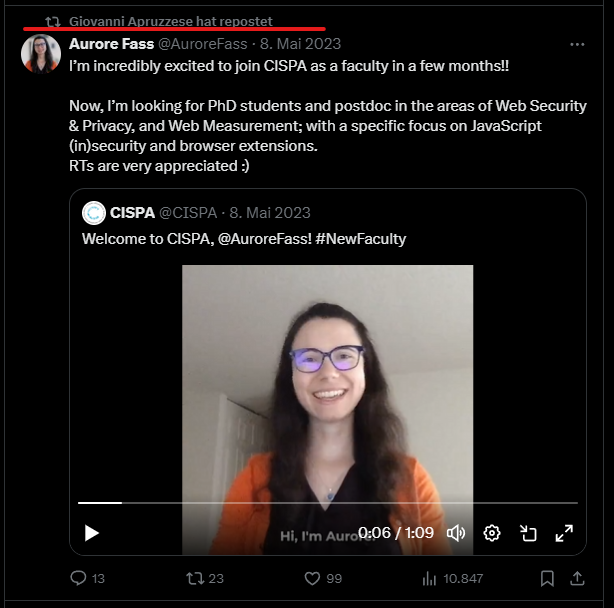 Giovanni Apruzzese hat repostet
Aurore Fass @AuroreFass · 8. Mai 2023
I'm incredibly excited to join CISPA as a faculty in a few months!!
Now, I'm looking for PhD students and postdoc in the areas of Web Security
& Privacy, and Web Measurement; with a specific focus on JavaScript
(in)security and browser extensions.
RTs are very appreciated :)
CISPA @CISPA · 8. Mai 2023
Welcome to CISPA, @AuroreFass! #NewFaculty
Hi, I'm Aurore.
0:06 / 1:09
13 23 99 10.847